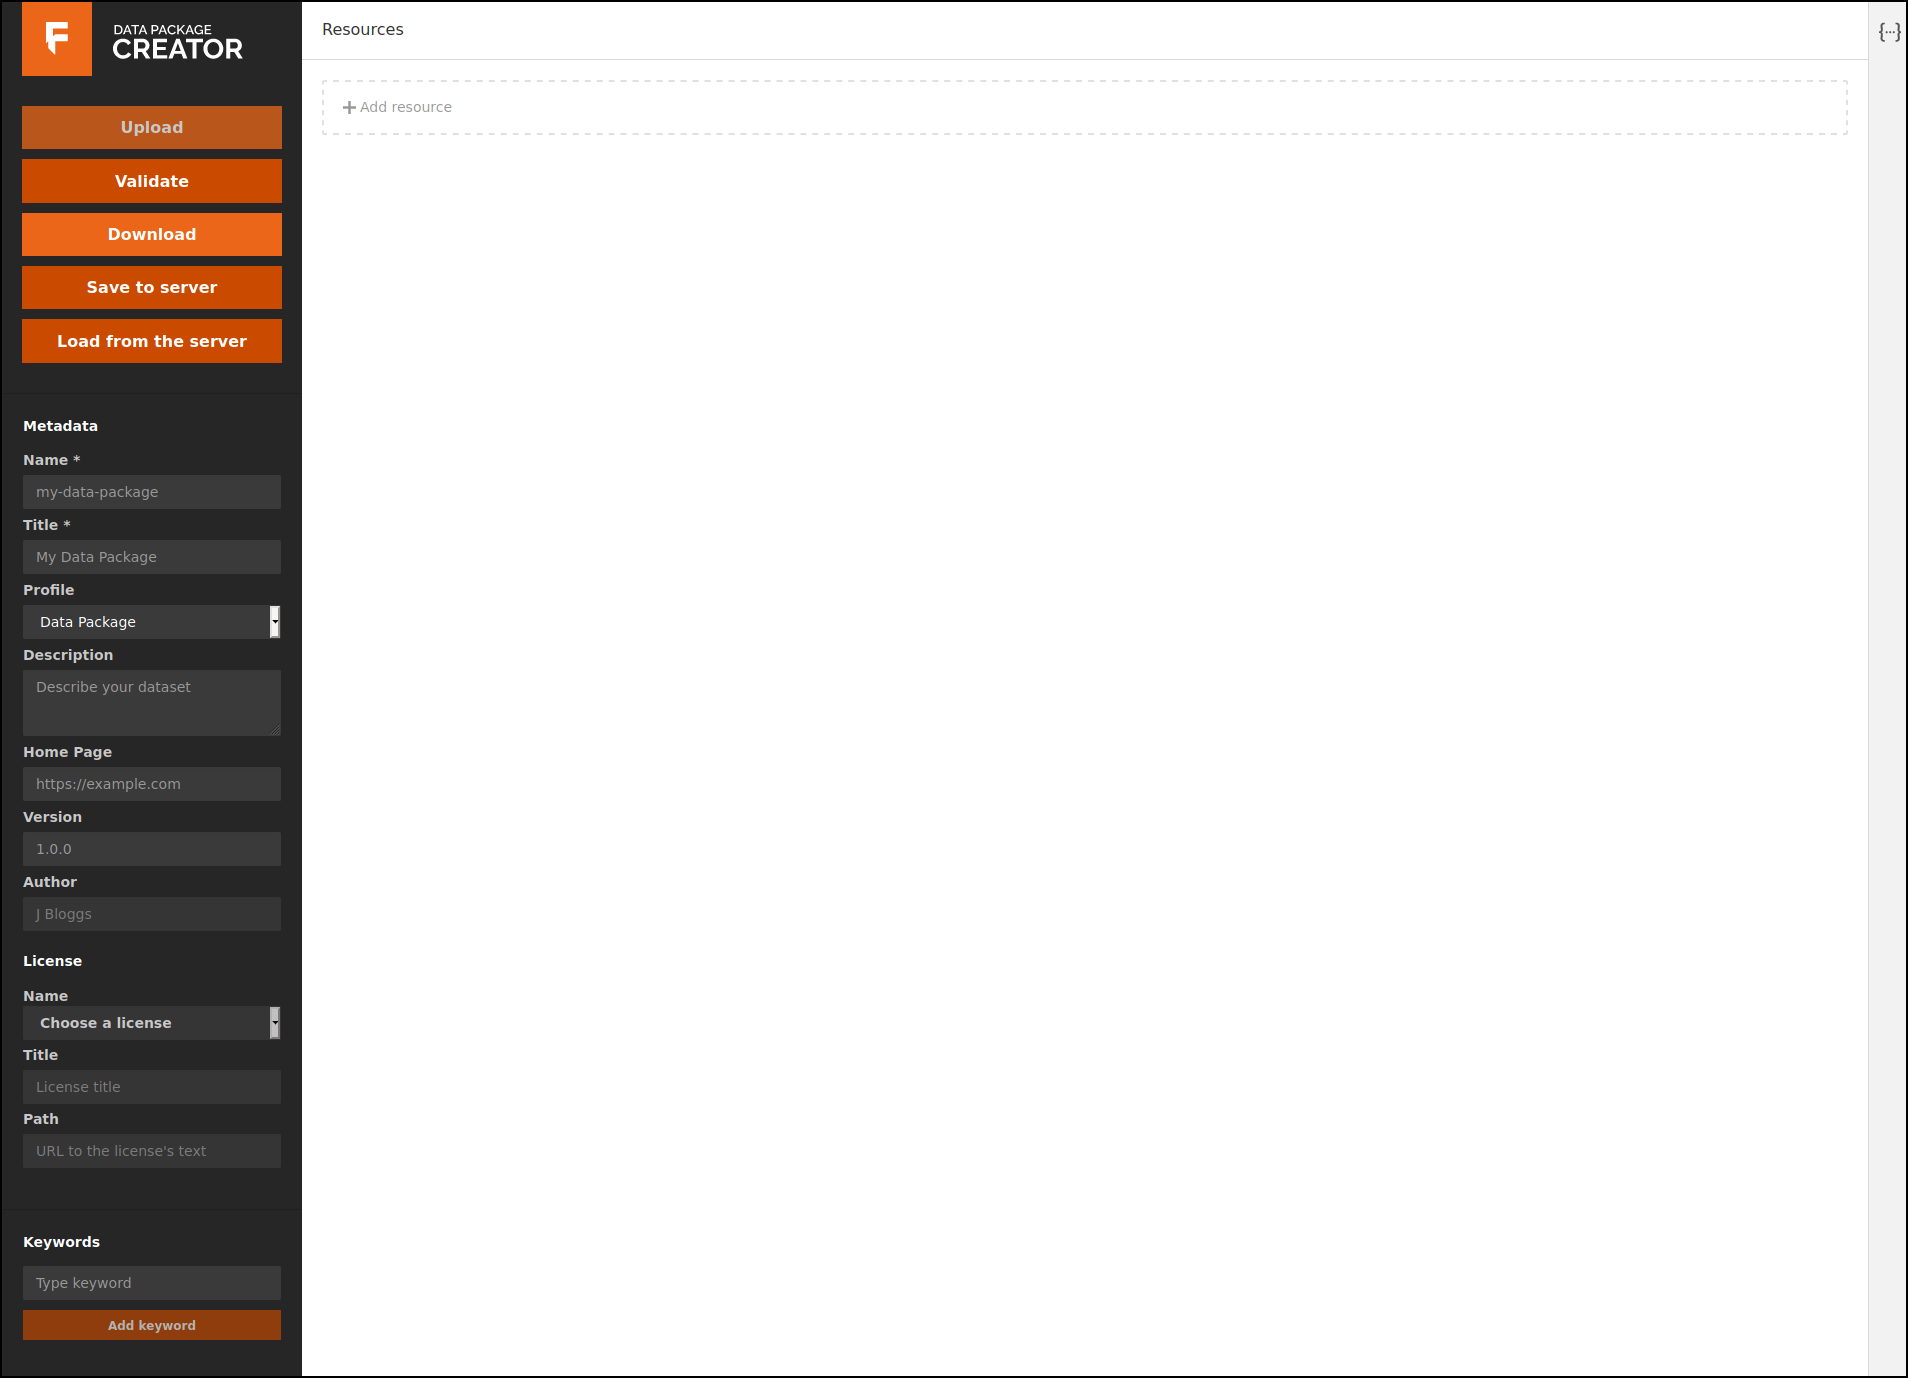 DATA PACKAGE
CREATOR
Upload
Validate
Download
Save to server
Load from the server
Metadata
Name *
my-data-package
Title *
My Data Package
Profile
Data Package
Description
Describe your dataset
Home Page
https://example.com
Version
1.0.0
Author
J Bloggs
License
Name
Choose a license
Title
License title
Path
URL to the license's text
Keywords
Type keyword
Add keyword
Resources
Add resource
{...}